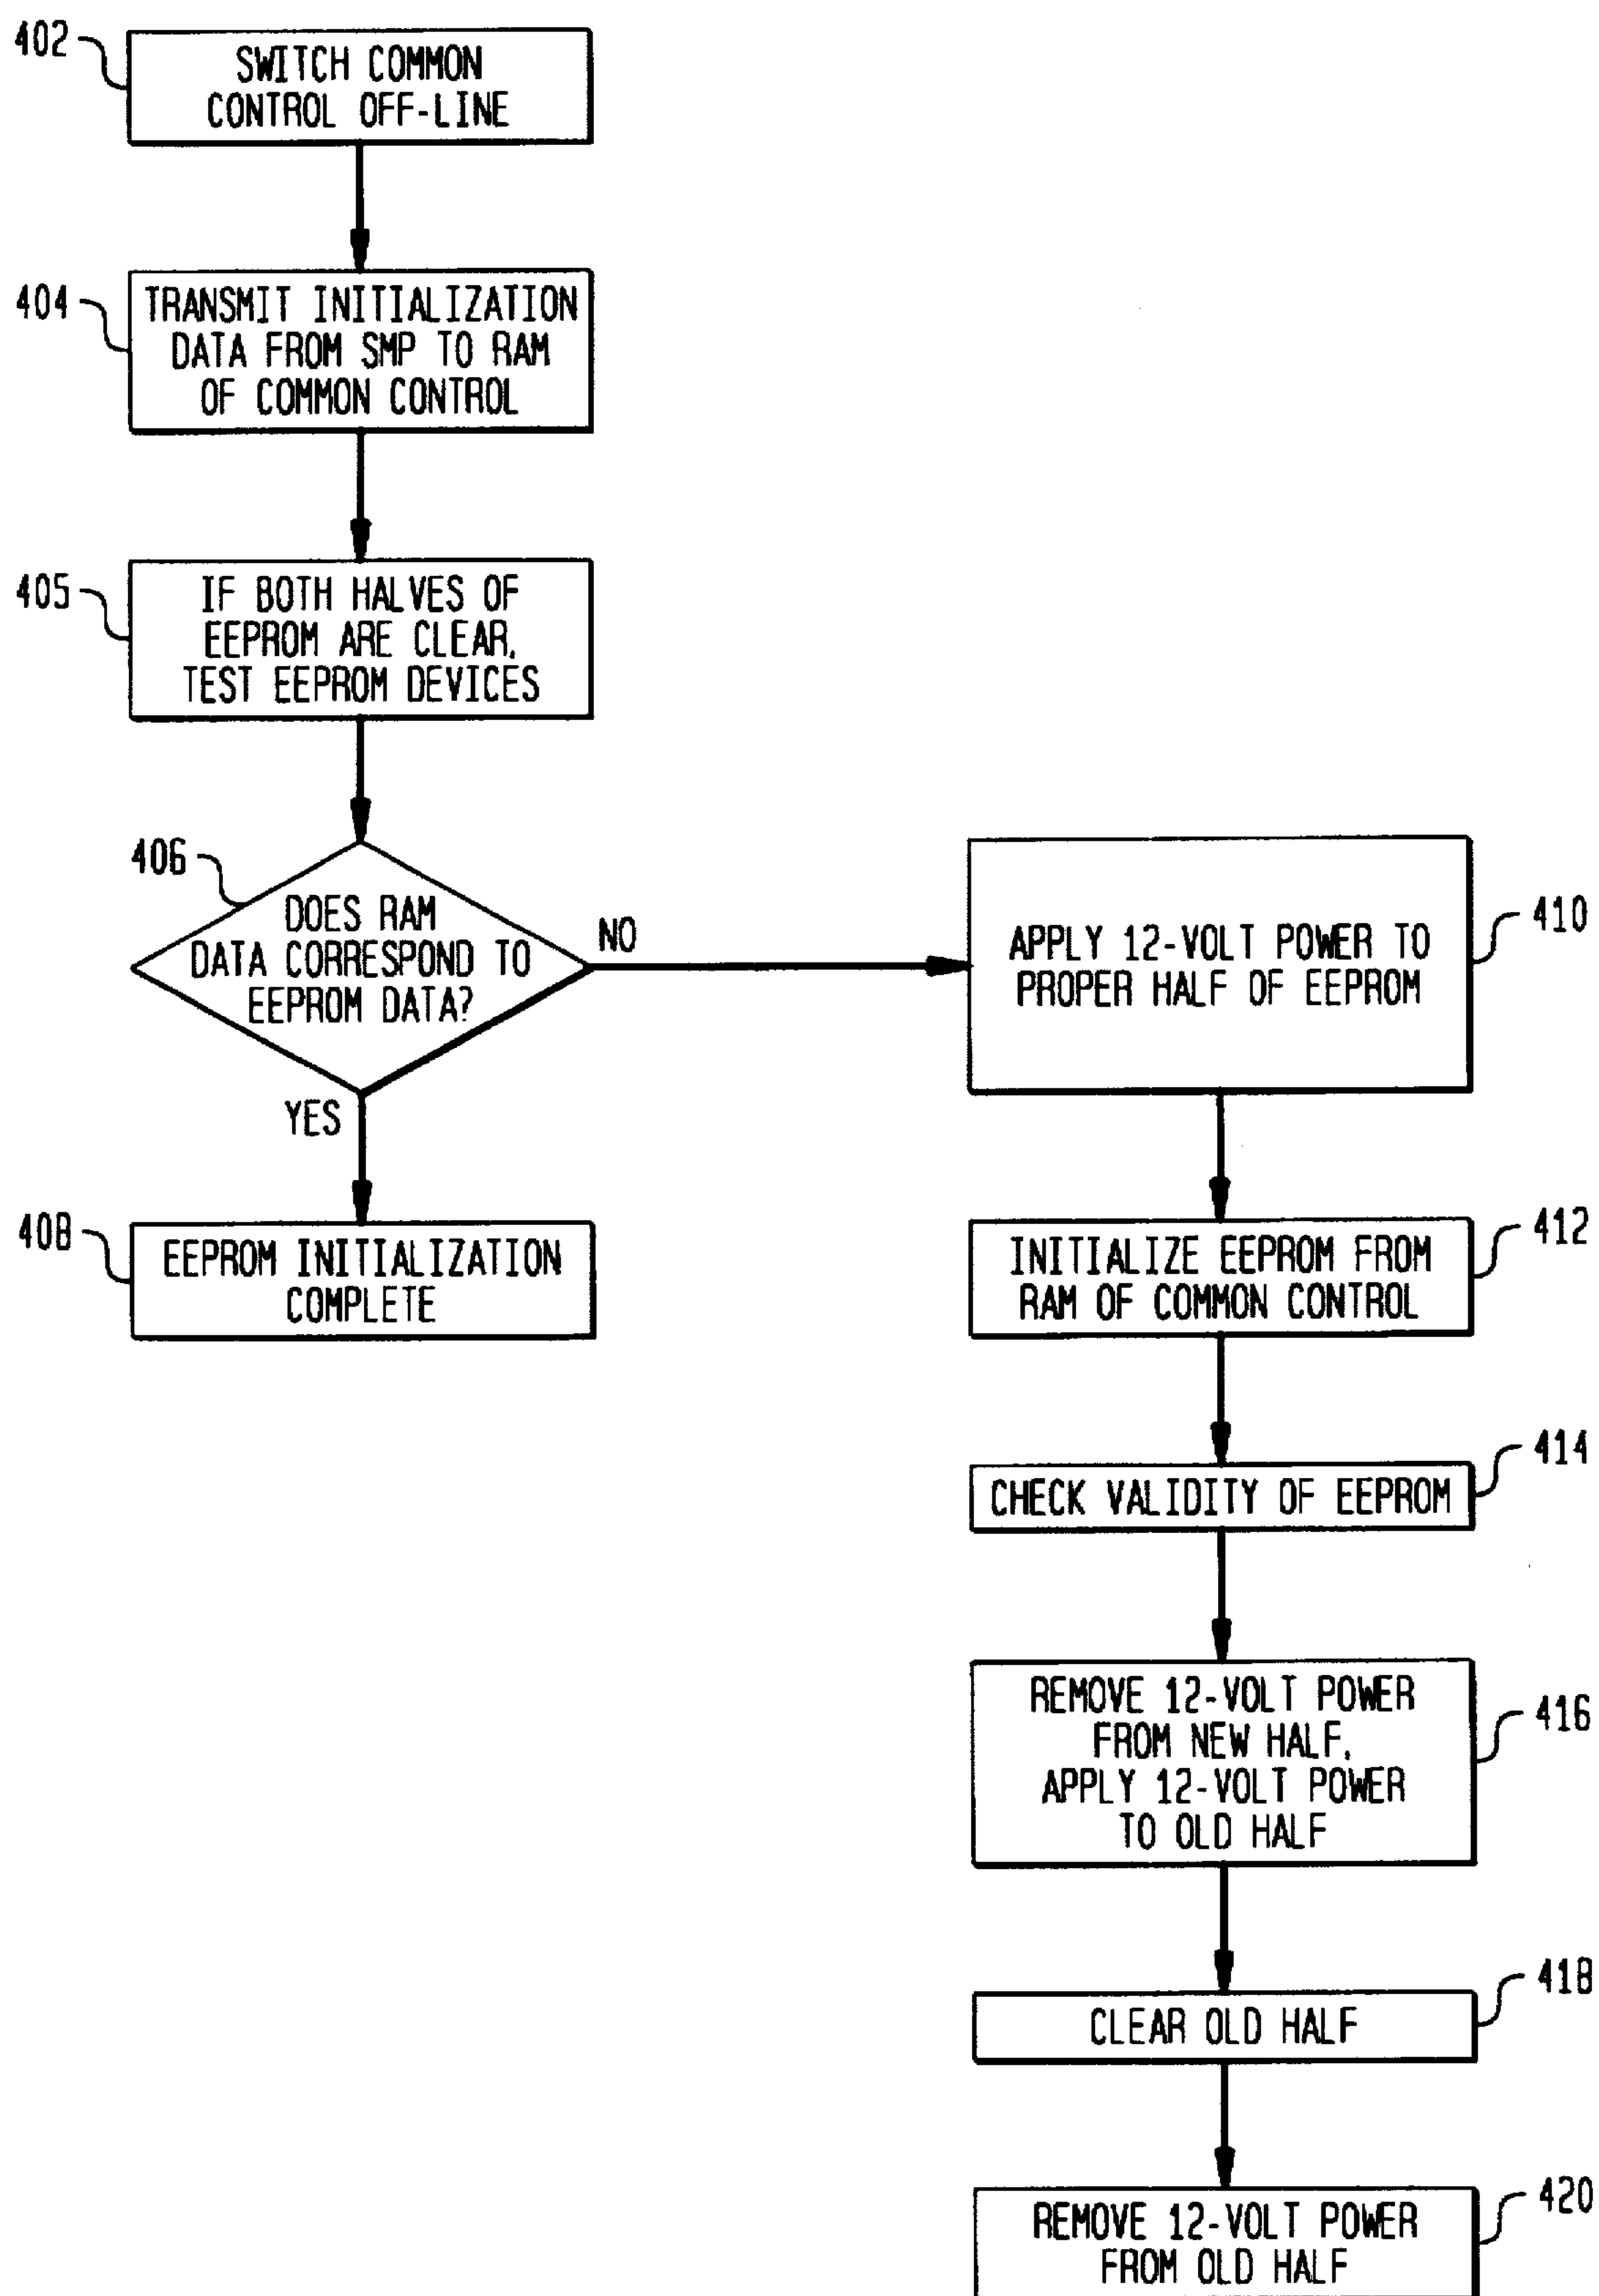 402
SWITCH COMMON
CONTROL OFF-LINE
404
TRANSMIT INITIALIZATION
DATA FROM SMP TO RAM
OF COMMON CONTROL
405
IF BOTH HALVES OF
EEPROM ARE CLEAR,
TEST EEPROM DEVICES
406
DOES RAM
DATA CORRESPOND TO
EEPROM DATA?
NO
YES
408
EEPROM INITIALIZATION
COMPLETE
410
APPLY 12-VOLT POWER TO
PROPER HALF OF EEPROM
412
INITIALIZE EEPROM FROM
RAM OF COMMON CONTROL
414
CHECK VALIDITY OF EEPROM
416
REMOVE 12-VOLT POWER
FROM NEW HALF,
APPLY 12-VOLT POWER
TO OLD HALF
418
CLEAR OLD HALF
420
REMOVE 12-VOLT POWER
FROM OLD HALF